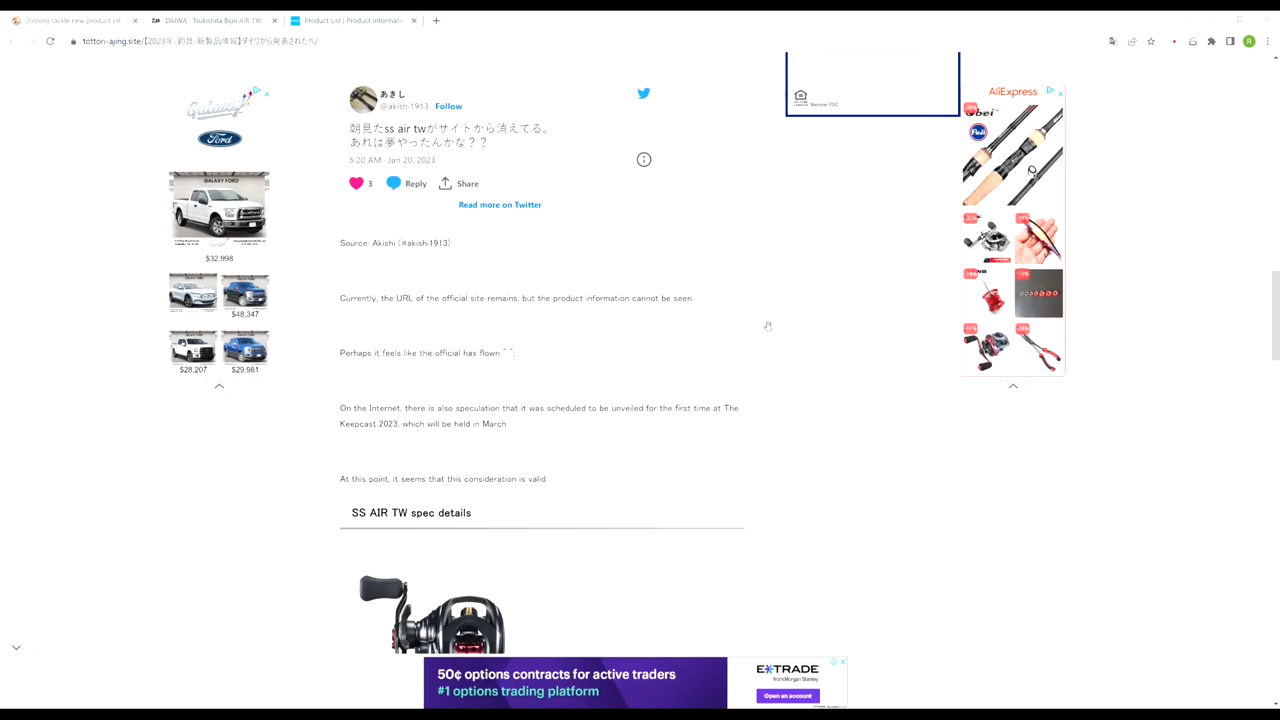 Fishing tackle new product inf
DAIWA : Tsukishita Bijin AIR TW
Product List | Product Informati
tottori-ajing.site/【2023年-釣具-新製品情報】ダイワから発表されたベ/
Galaxy
Ford
GALAXY FORD
$32,998
$48,347
$28,207
$29,981
あきし
@akishi1913 · Follow
朝見たss air twがサイトから消えてる。
あれは夢やったんかな？？
5:20 AM · Jan 20, 2023
3
Reply
Share
Read more on Twitter
Source: Akishi (@akishi1913)
Currently, the URL of the official site remains, but the product information cannot be seen.
Perhaps it feels like the official has flown ^^;
On the Internet, there is also speculation that it was scheduled to be unveiled for the first time at The
Keepcast 2023, which will be held in March.
At this point, it seems that this consideration is valid.
SS AIR TW spec details
Member FDIC
AliExpress
Fuji
50¢ options contracts for active traders
#1 options trading platform
E*TRADE
from Morgan Stanley
Open an account
R